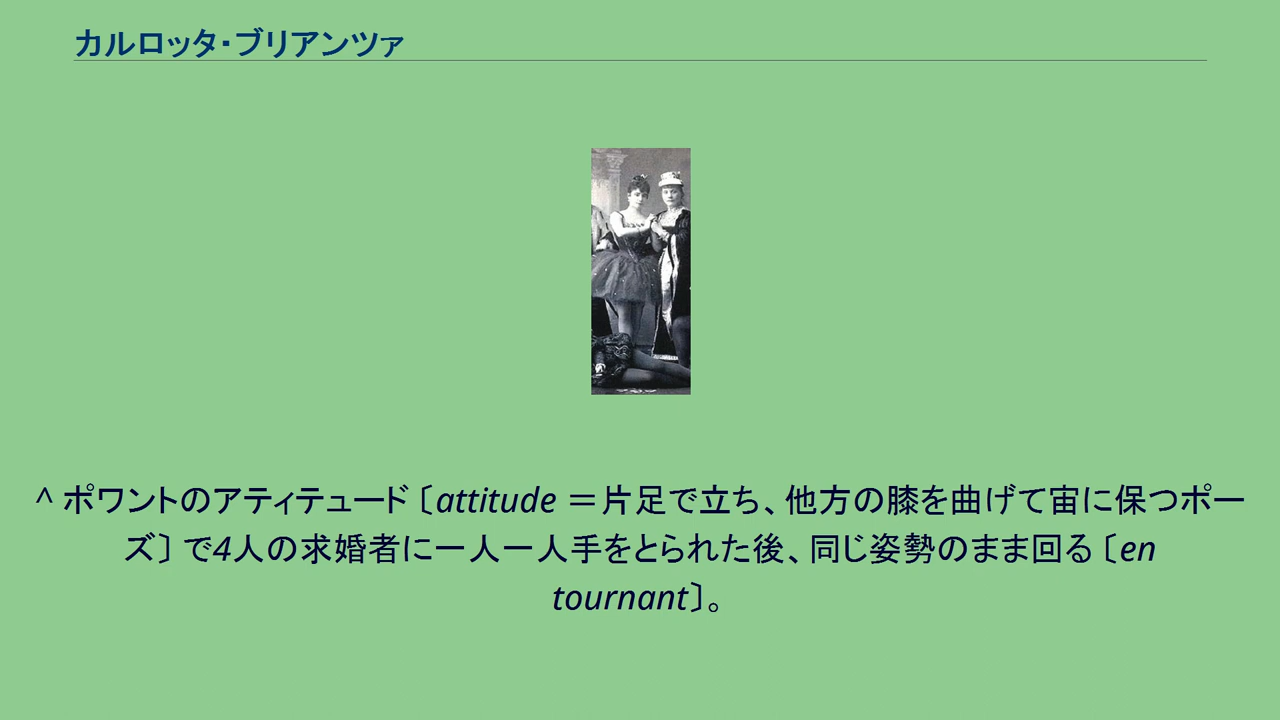 カルロッタ・ブリアンツァ
^ ポワントのアティテュード〔attitude ＝片足で立ち、他方の膝を曲げて宙に保つポー
ズ〕で4人の求婚者に一人一人手をとられた後、同じ姿勢のまま回る〔en
tournant〕。